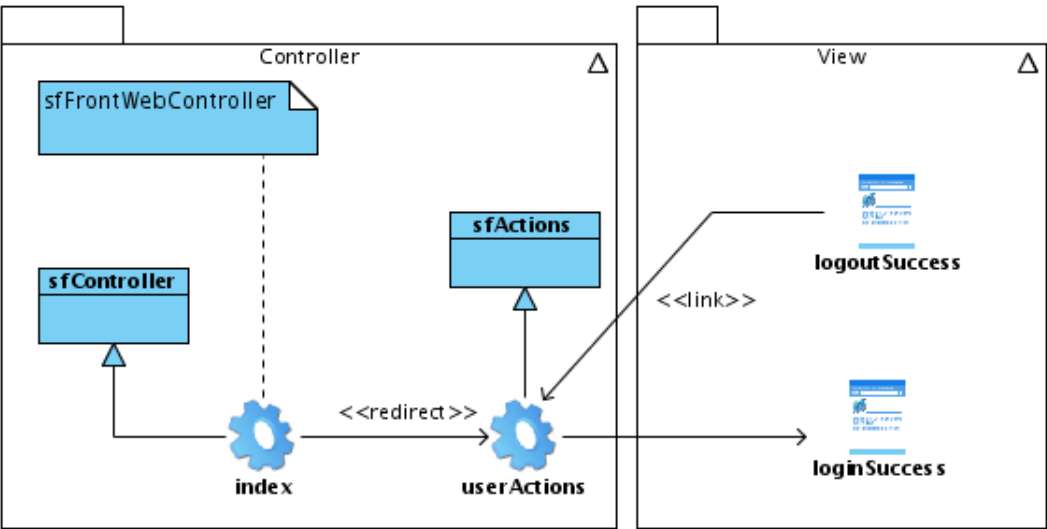 Controller
View
sfFrontWebController
sfActions
logoutSuccess
sfController
<<link>>
<<redirect>>
loginSuccess
index
userActions